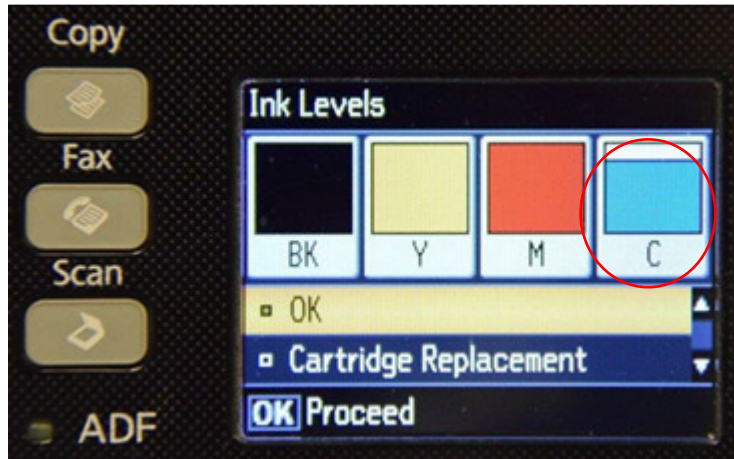 Copy
Fax
Scan
ADF
Ink Levels
BK Y M C
OK
Cartridge Replacement
OK Proceed